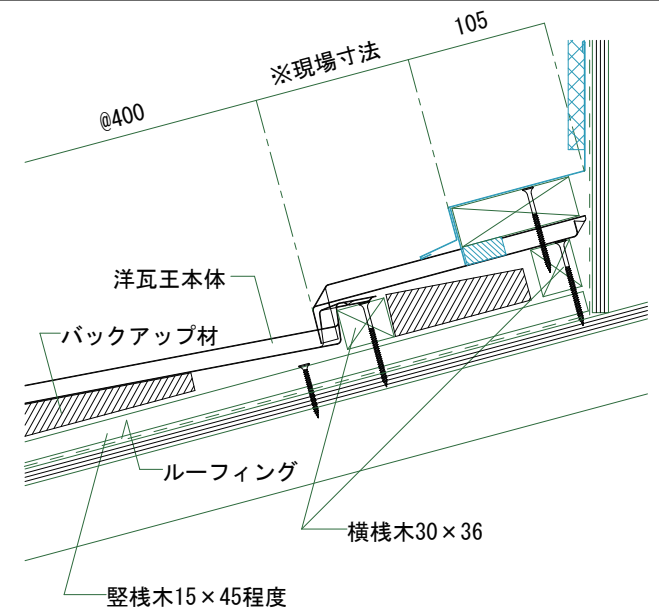 105
※現場寸法
@400
洋瓦王本体
バックアップ材
ルーフィング
横桟木30×36
竪桟木15×45程度